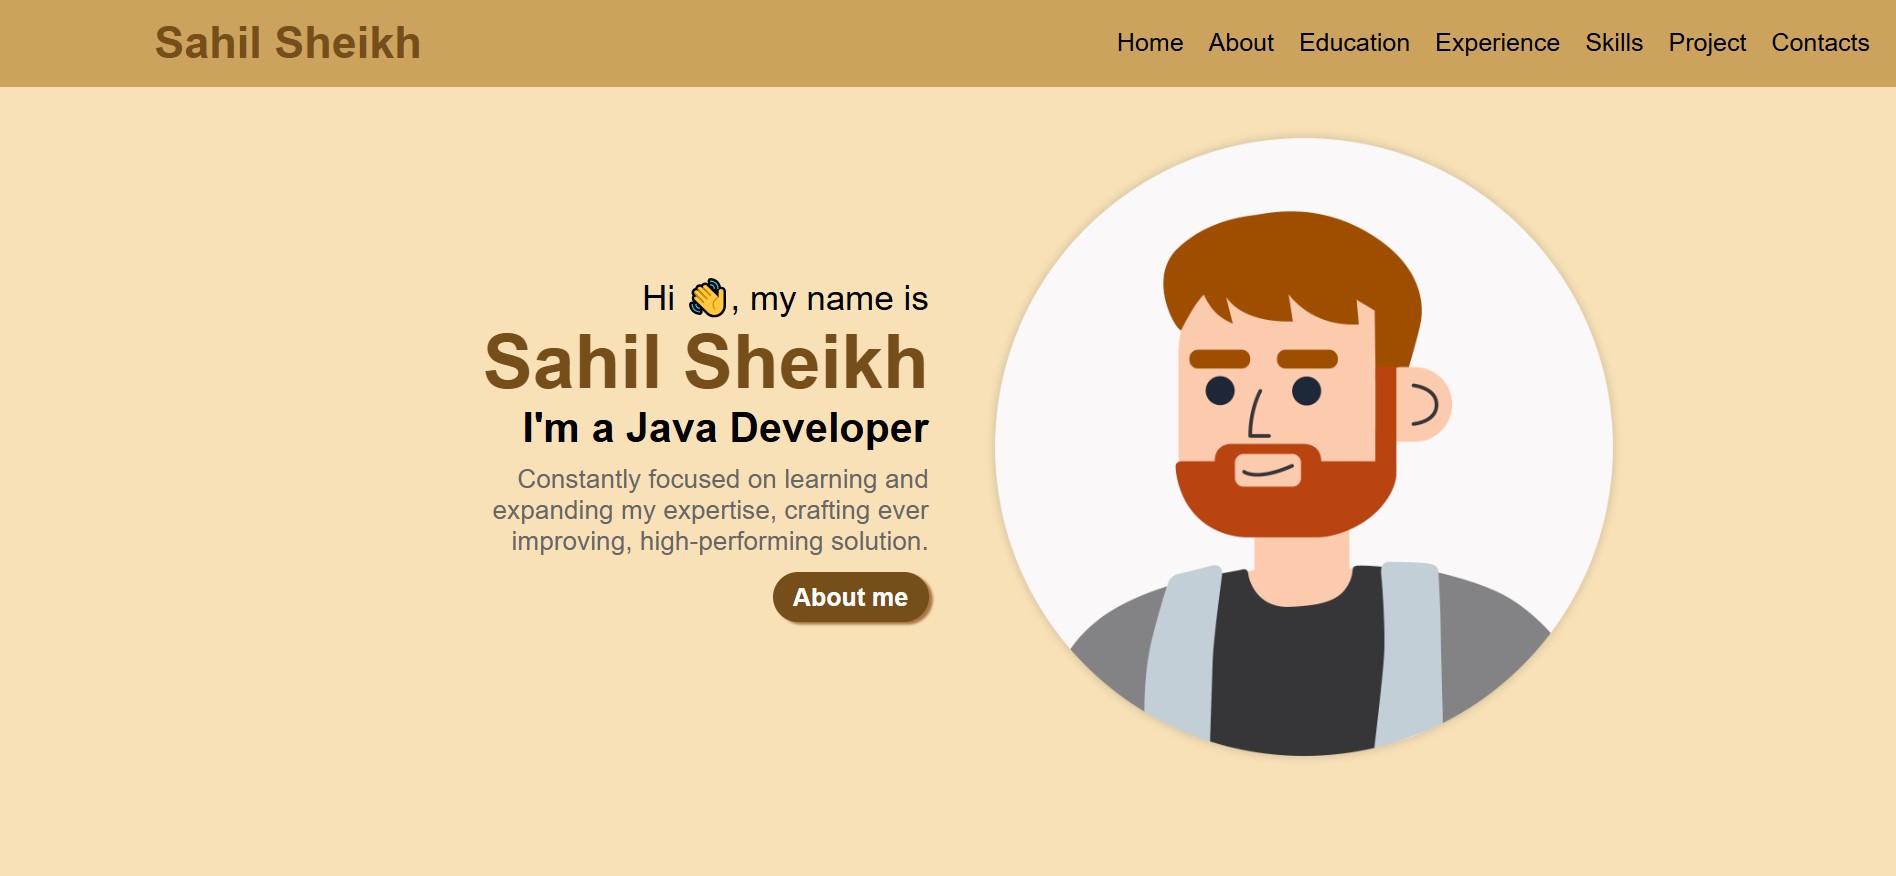 Sahil Sheikh
Home About Education Experience Skills Project Contacts
Hi 👋, my name is
Sahil Sheikh
I'm a Java Developer
Constantly focused on learning and
expanding my expertise, crafting ever
improving, high-performing solution.
About me